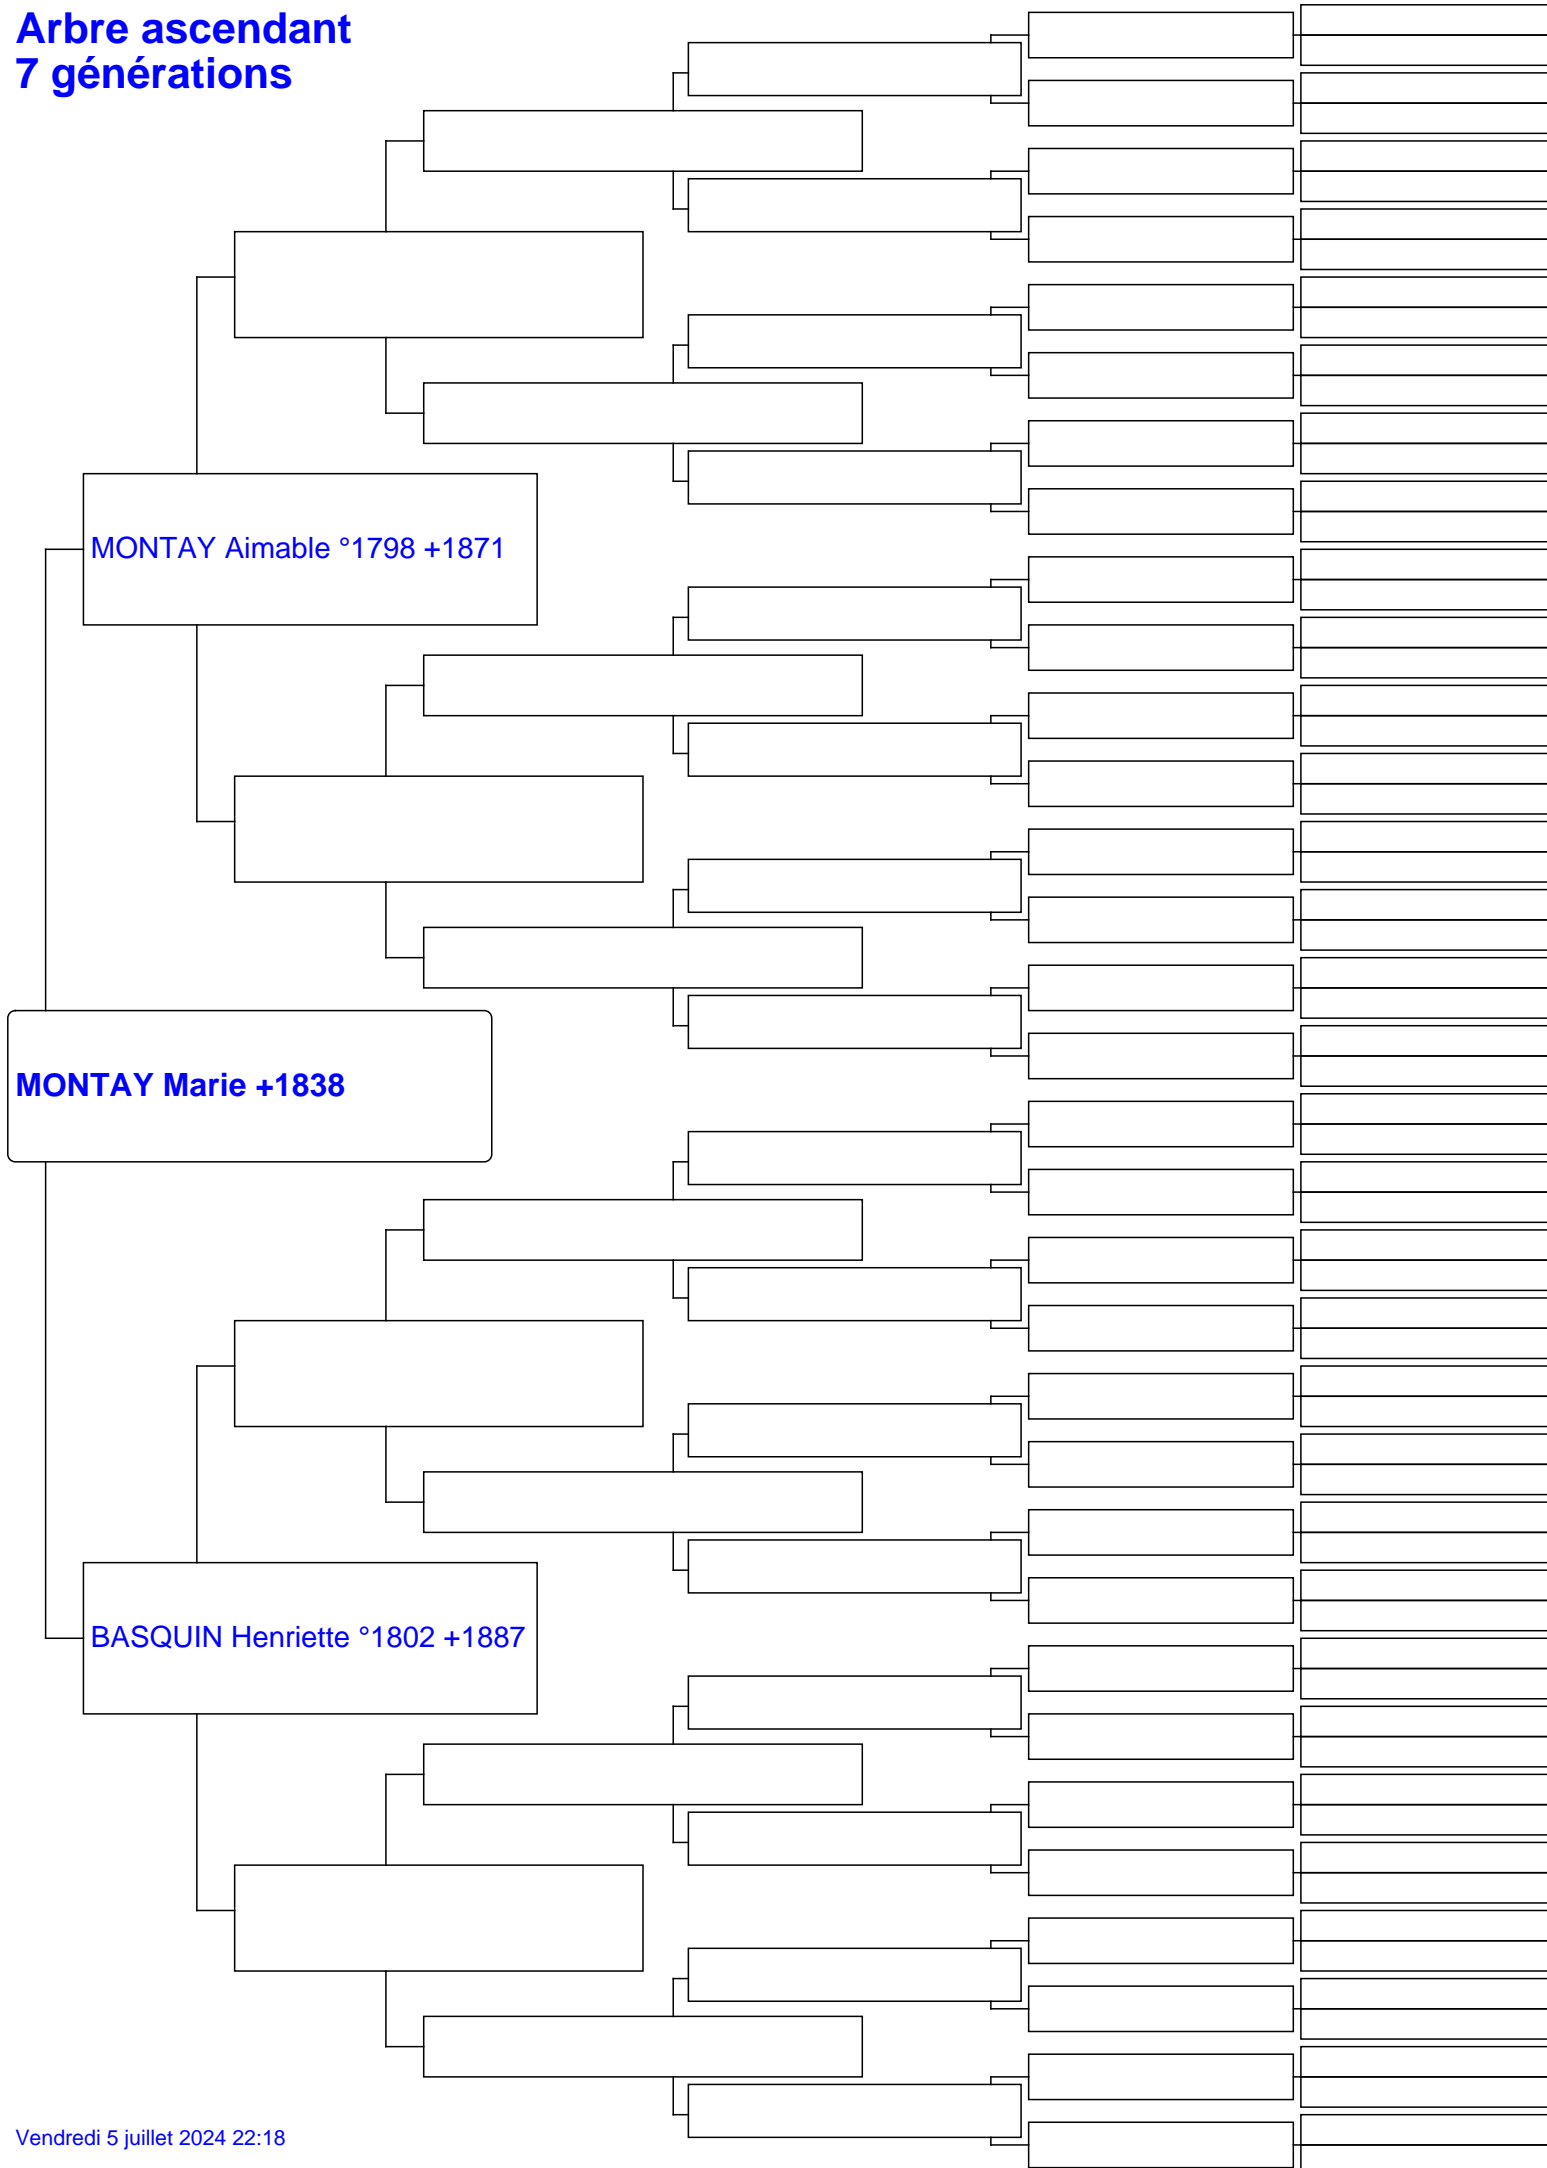 Arbre ascendant
7 générations
MONTAY Aimable °1798 +1871
MONTAY Marie +1838
BASQUIN Henriette °1802 +1887
Vendredi 5 juillet 2024 22:18